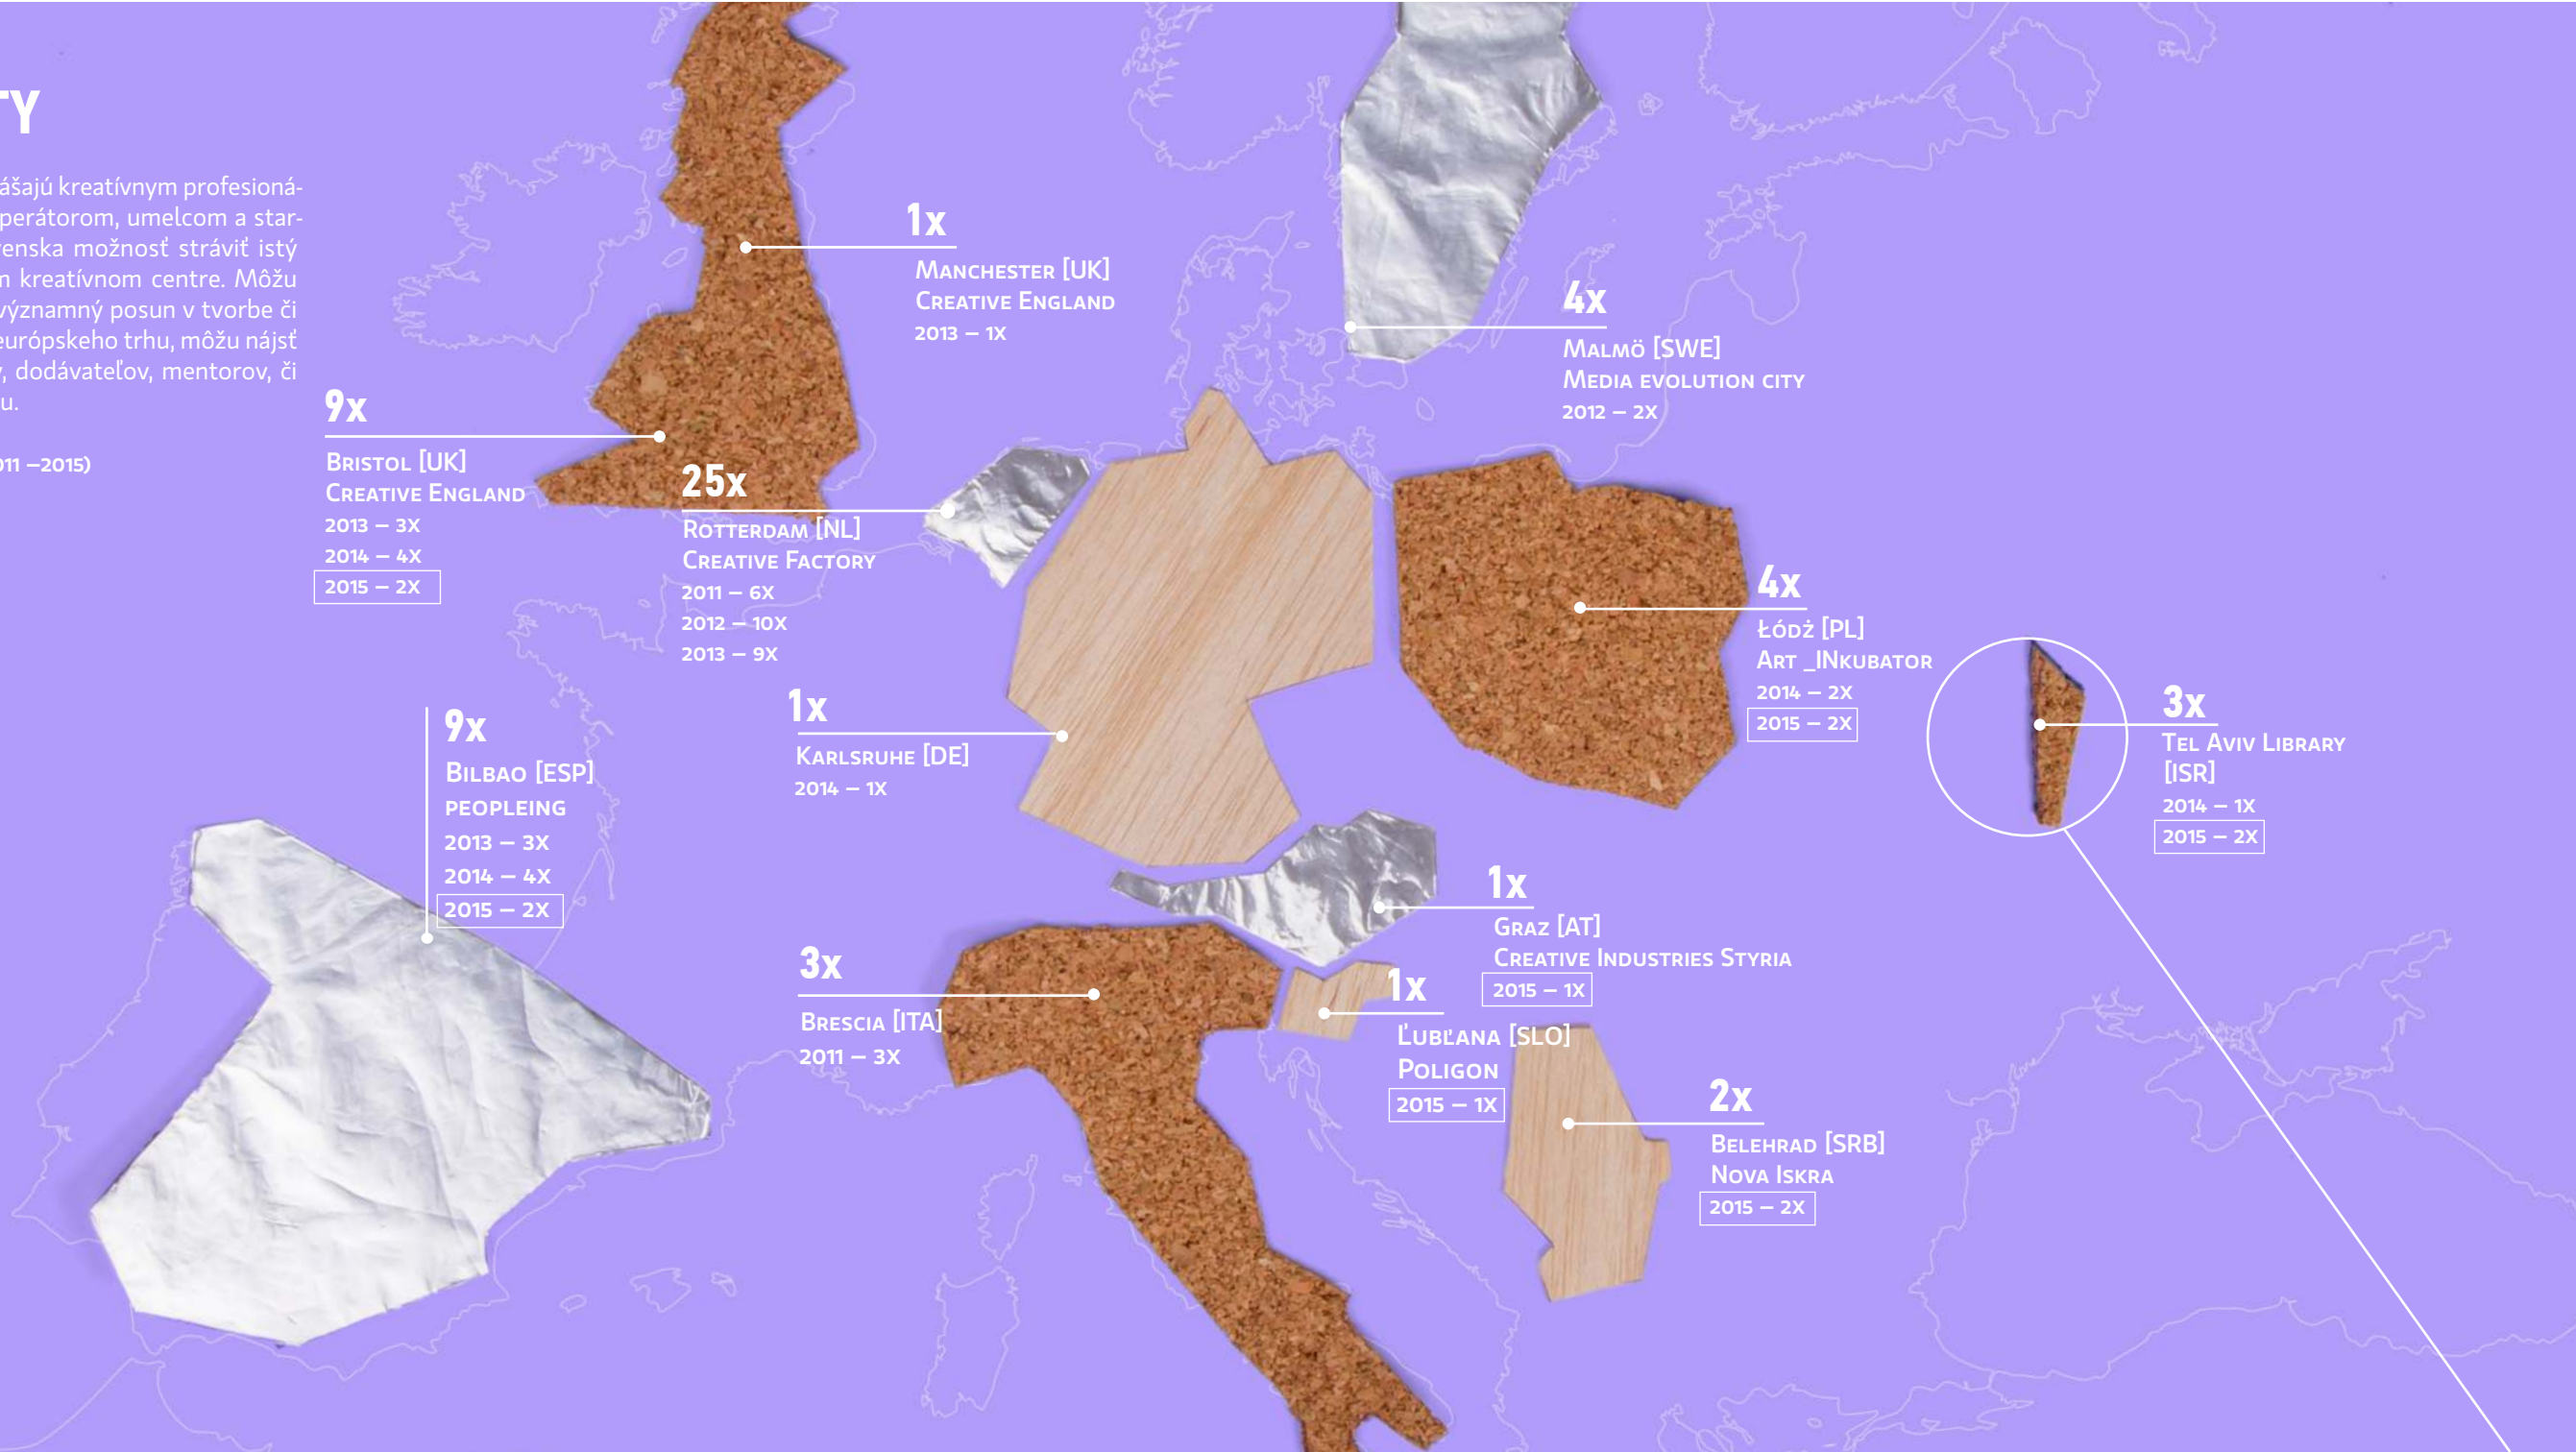 TY
ášajú kreatívnym profesioná-
perátorom, umelcom a star-
enska možnosť stráviť istý
m kreatívnom centre. Môžu
významný posun v tvorbe či
európskeho trhu, môžu nájsť
, dodávateľov, mentorov, či
u.
011 –2015)
9x
Bristol [UK]
Creative England
2013 – 3x
2014 – 4x
2015 – 2x
1x
Manchester [UK]
Creative England
2013 – 1x
25x
Rotterdam [NL]
Creative Factory
2011 – 6x
2012 – 10x
2013 – 9x
4x
Malmö [SWE]
Media evolution city
2012 – 2x
4x
Łódż [PL]
Art _INkubator
2014 – 2x
2015 – 2x
3x
Tel Aviv Library
[ISR]
2014 – 1x
2015 – 2x
9x
Bilbao [ESP]
peopleing
2013 – 3x
2014 – 4x
2015 – 2x
1x
Karlsruhe [DE]
2014 – 1x
1x
Graz [AT]
Creative Industries Styria
2015 – 1x
3x
Brescia [ITA]
2011 – 3x
1x
Ľubľana [SLO]
Poligon
2015 – 1x
2x
Belehrad [SRB]
Nova Iskra
2015 – 2x